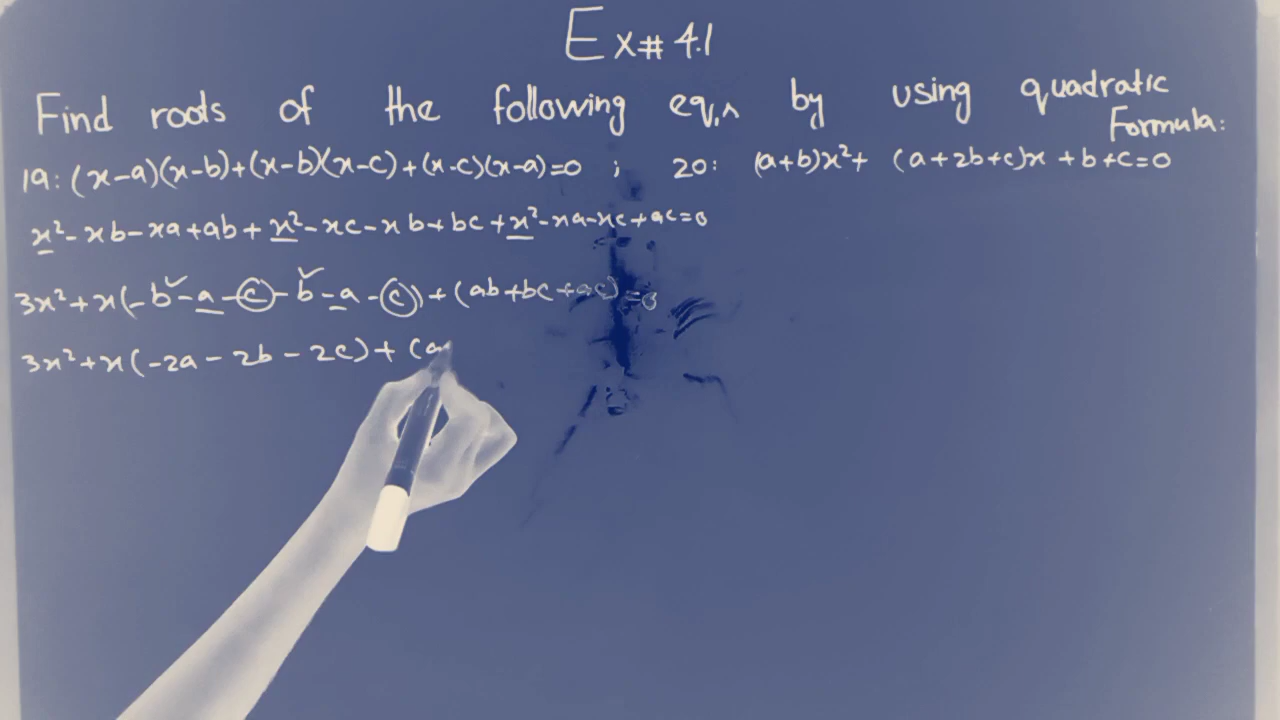 Ex# 4.1
Find roots of the following eq,n by using quadratic
Formula:
19: (x-a)(x-b)+(x-b)(x-c)+(x-c)(x-a)=0 ; 20: (a+b)x²+ (a+2b+c)x +b+c=0
x²-xb-xa+ab+x²-xc-xb+bc+x²-xa-xc+ac=0
3x²+x(-b-a-c-b-a-c)+(ab+bc+ac)=0
3x²+x(-2a-2b-2c)+(a